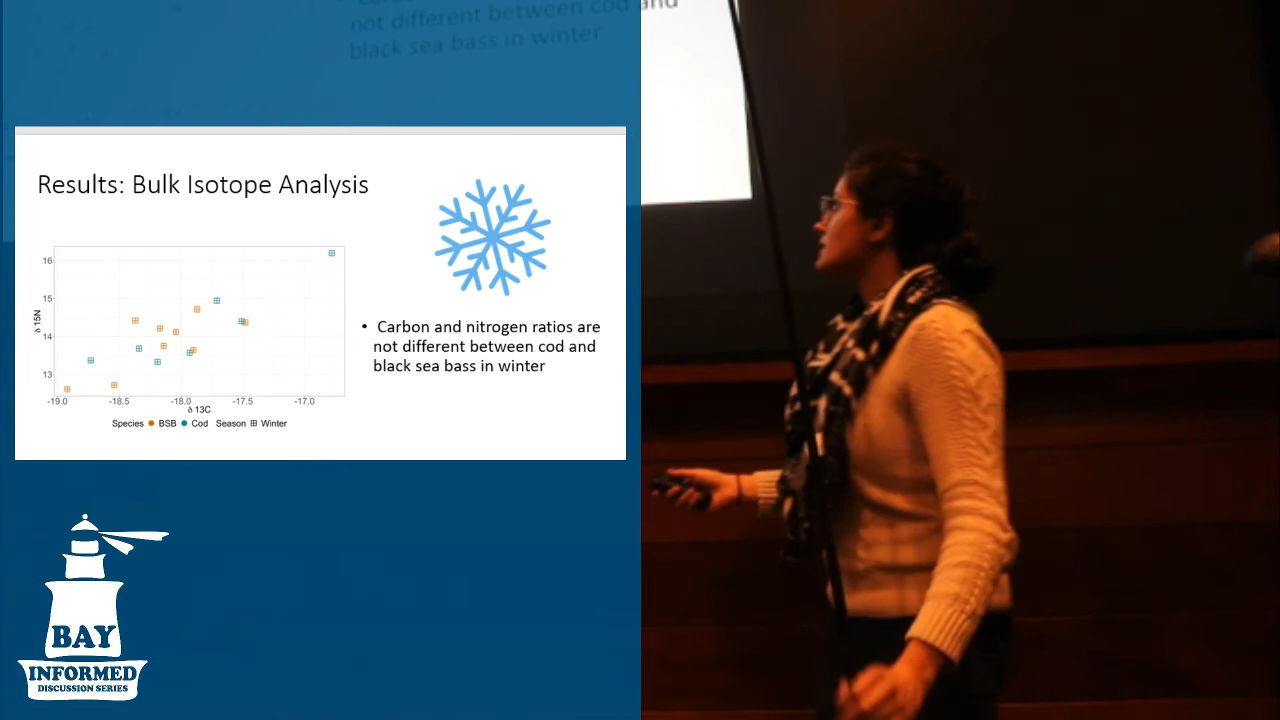 not different between cod and
black sea bass in winter
Results: Bulk Isotope Analysis
16
15
14
13
δ 15N
-19.0 -18.5 -18.0 -17.5 -17.0
δ 13C
Species BSB Cod Season Winter
• Carbon and nitrogen ratios are
not different between cod and
black sea bass in winter
BAY
INFORMED
DISCUSSION SERIES